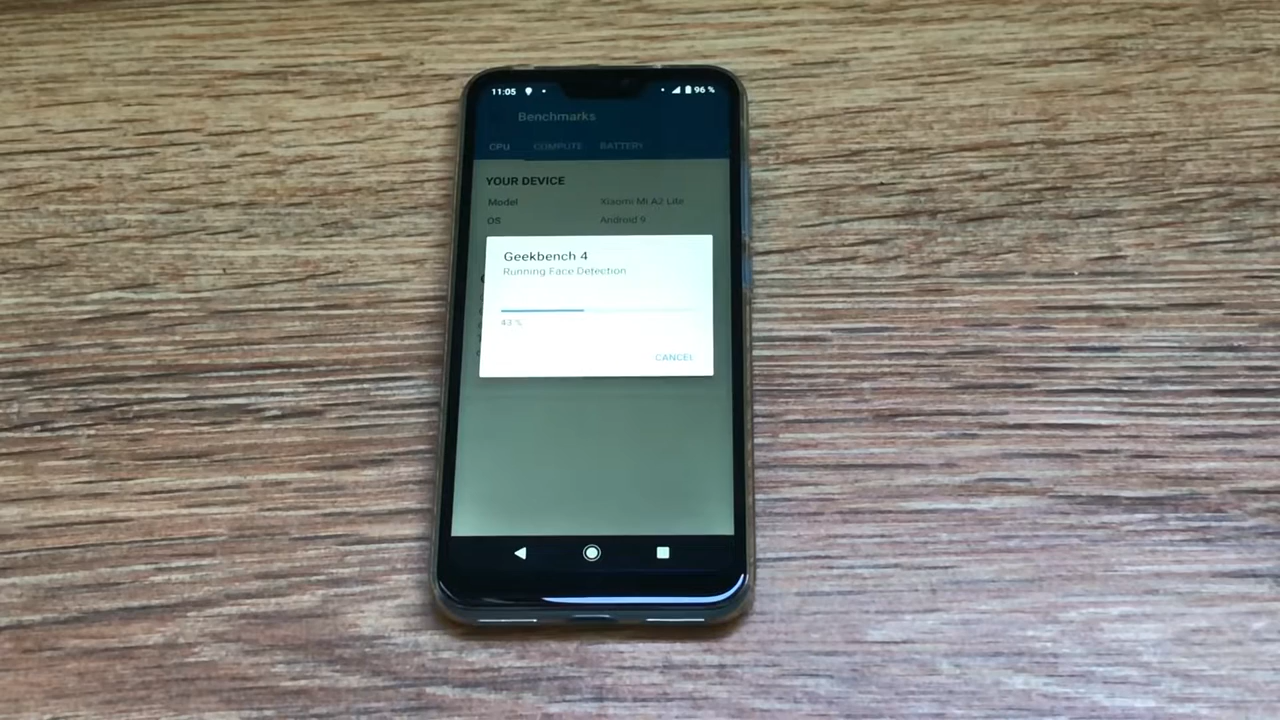 11:05 96 %
Benchmarks
CPU COMPUTE BATTERY
YOUR DEVICE
Model Xiaomi Mi A2 Lite
OS Android 9
Geekbench 4
Running Face Detection
43 %
CANCEL